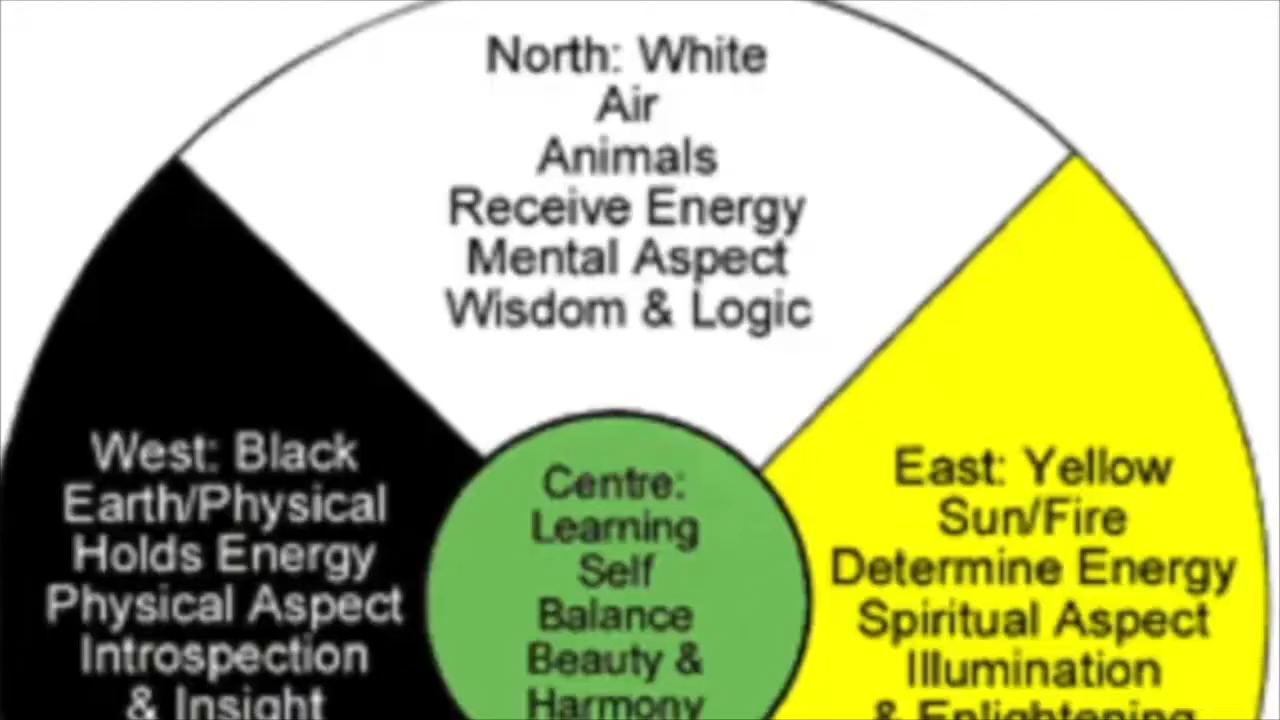 North: White
Air
Animals
Receive Energy
Mental Aspect
Wisdom & Logic
West: Black
Earth/Physical
Holds Energy
Physical Aspect
Introspection
& Insight
Centre:
Learning
Self
Balance
Beauty &
Harmony
East: Yellow
Sun/Fire
Determine Energy
Spiritual Aspect
Illumination
& Enlightening